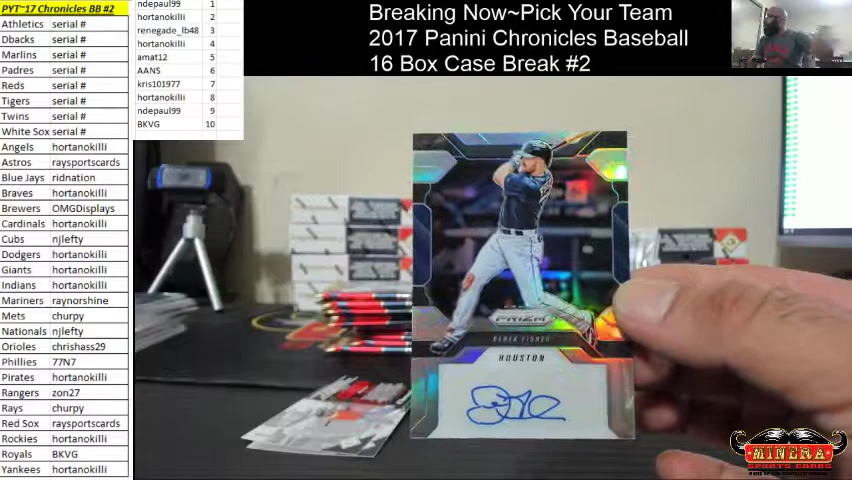 PYT~17 Chronicles BB #2
Athletics serial #
Dbacks serial #
Marlins serial #
Padres serial #
Reds serial #
Tigers serial #
Twins serial #
White Sox serial #
Angels hortanokilli
Astros raysportscards
Blue Jays ridnation
Braves hortanokilli
Brewers OMGDisplays
Cardinals hortanokilli
Cubs njlefty
Dodgers hortanokilli
Giants hortanokilli
Indians hortanokilli
Mariners raynorshine
Mets churpy
Nationals njlefty
Orioles chrishass29
Phillies 77N7
Pirates hortanokilli
Rangers zon27
Rays churpy
Red Sox raysportscards
Rockies hortanokilli
Royals BKVG
Yankees hortanokilli
ndepaul99 1
hortanokilli 2
renegade_lb48 3
hortanokilli 4
amat12 5
AANS 6
kris101977 7
hortanokilli 8
ndepaul99 9
BKVG 10
Breaking Now~Pick Your Team
2017 Panini Chronicles Baseball
16 Box Case Break #2
PRIZM
DEREK FISHER
HOUSTON
MINERA
SPORTS CARDS